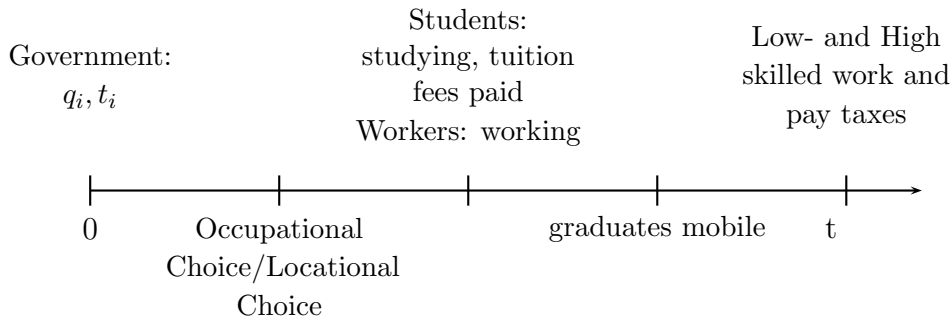 Government:
q_i, t_i
Students:
studying, tuition
fees paid
Workers: working
Low- and High
skilled work and
pay taxes
0
Occupational
Choice/Locational
Choice
graduates mobile
t